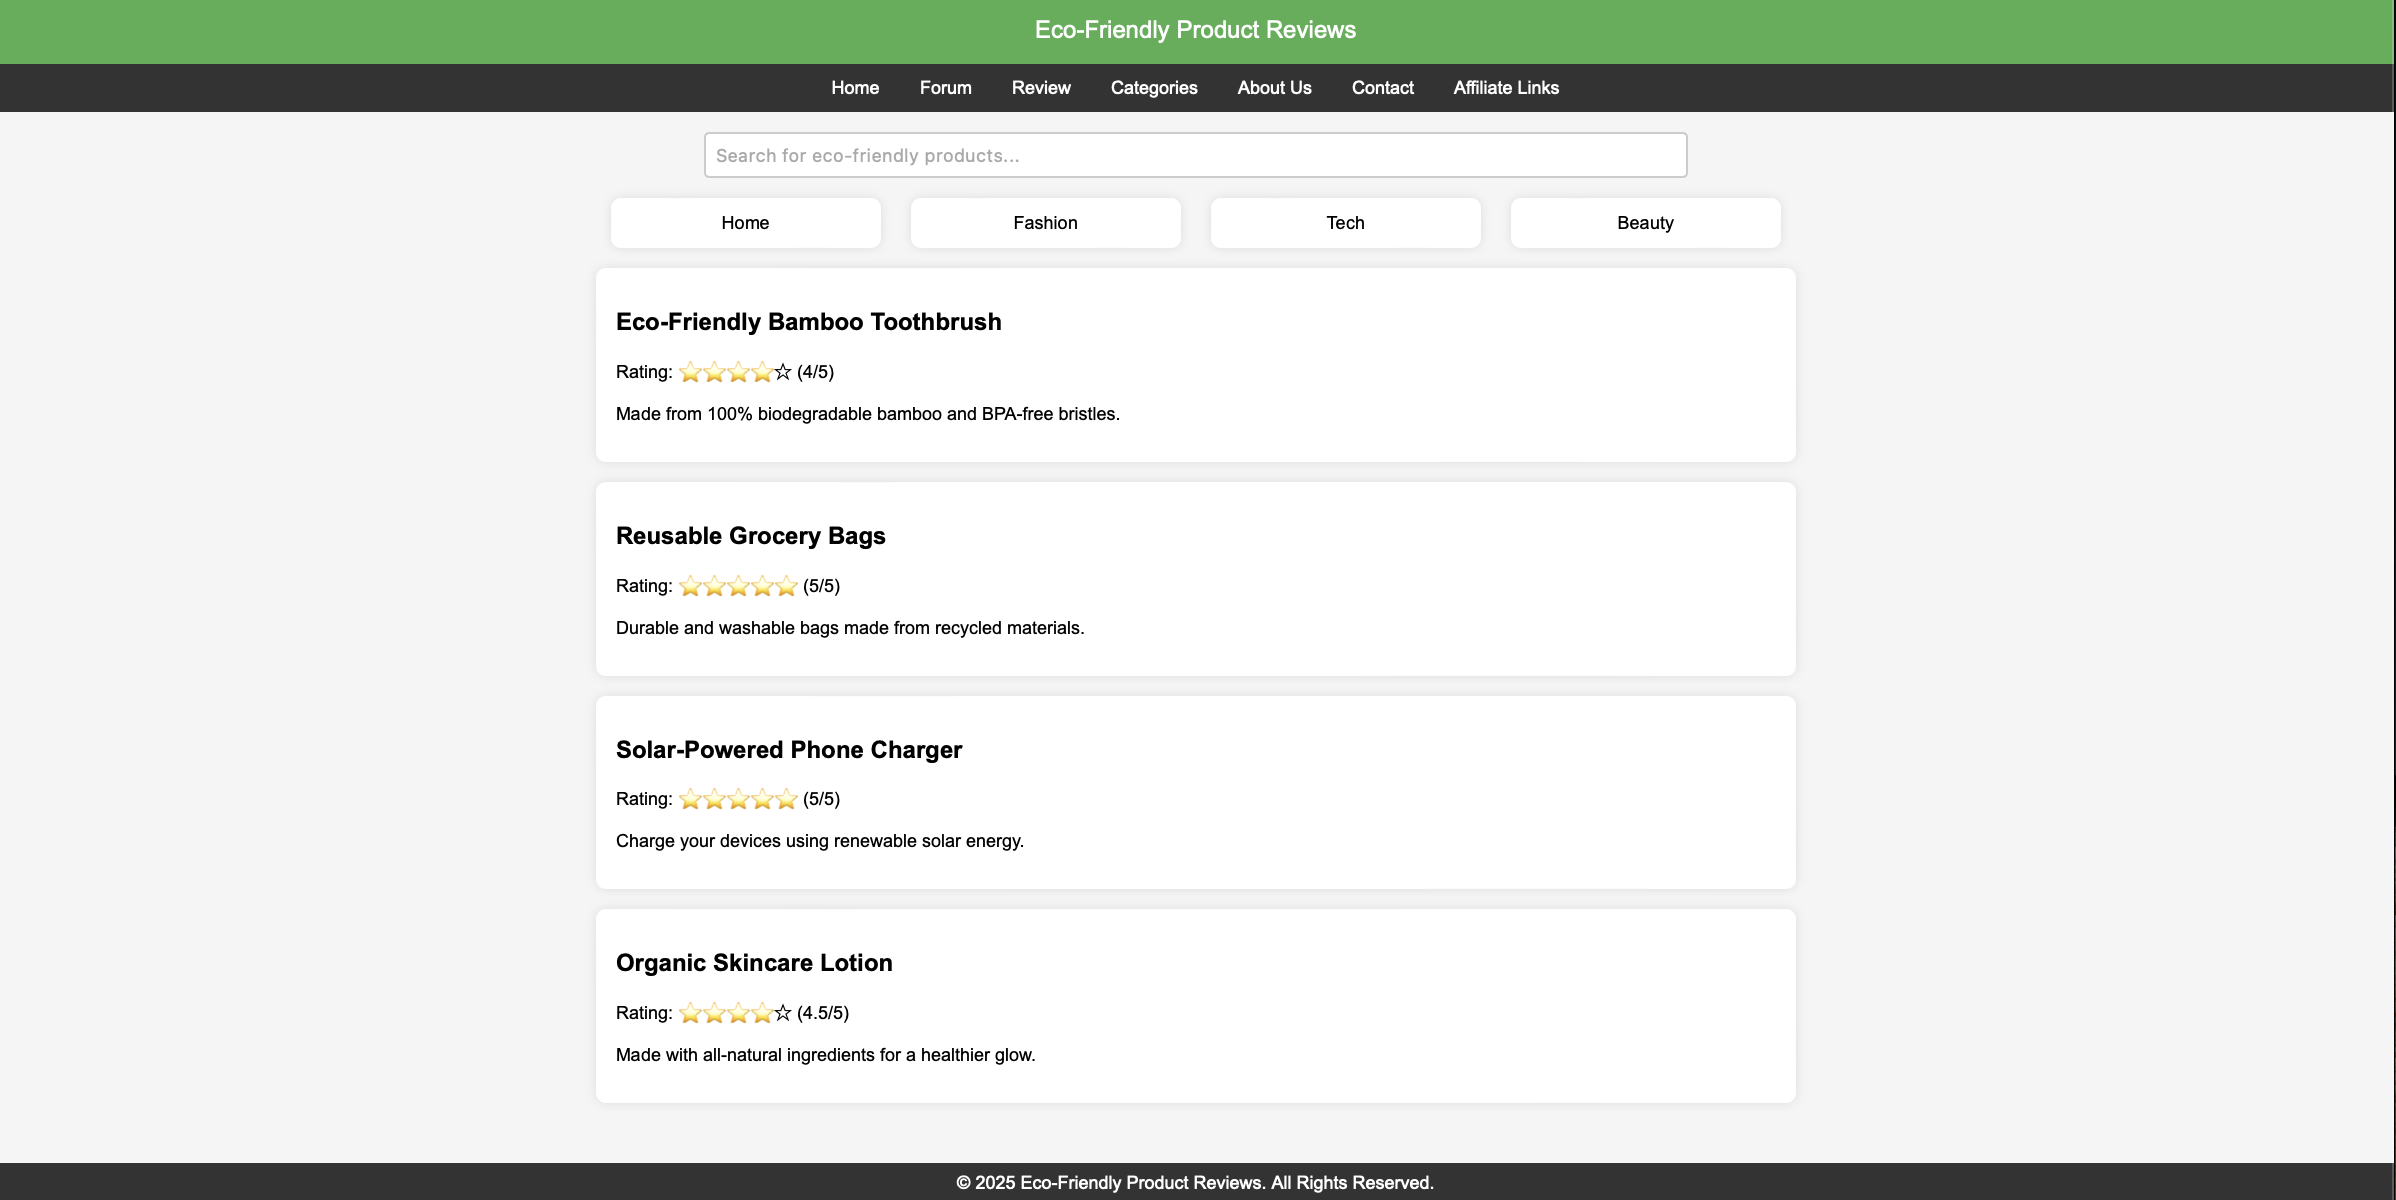 Eco-Friendly Product Reviews
Home Forum Review Categories About Us Contact Affiliate Links
Search for eco-friendly products...
Home Fashion Tech Beauty
Eco-Friendly Bamboo Toothbrush
Rating: ⭐⭐⭐⭐☆ (4/5)
Made from 100% biodegradable bamboo and BPA-free bristles.
Reusable Grocery Bags
Rating: ⭐⭐⭐⭐⭐ (5/5)
Durable and washable bags made from recycled materials.
Solar-Powered Phone Charger
Rating: ⭐⭐⭐⭐⭐ (5/5)
Charge your devices using renewable solar energy.
Organic Skincare Lotion
Rating: ⭐⭐⭐⭐☆ (4.5/5)
Made with all-natural ingredients for a healthier glow.
© 2025 Eco-Friendly Product Reviews. All Rights Reserved.